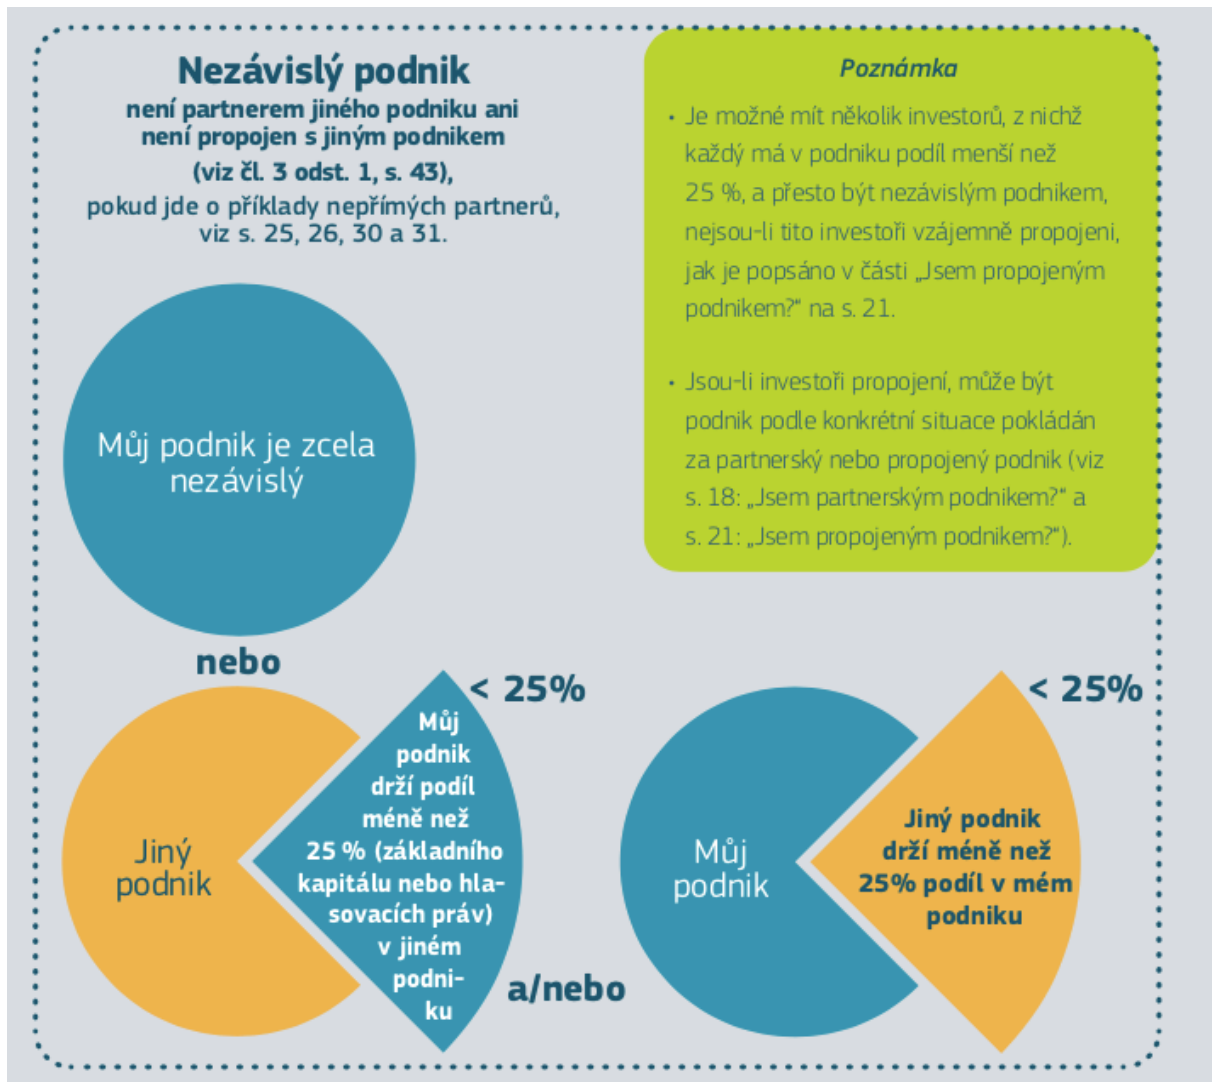 Nezávislý podnik
není partnerem jiného podniku ani
není propojen s jiným podnikem
(viz čl. 3 odst. 1, s. 43),
pokud jde o příklady nepřímých partnerů,
viz s. 25, 26, 30 a 31.
Poznámka
• Je možné mít několik investorů, z nichž
každý má v podniku podíl menší než
25 %, a přesto být nezávislým podnikem,
nejsou-li tito investoři vzájemně propojeni,
jak je popsáno v části „Jsem propojeným
podnikem?“ na s. 21.
• Jsou-li investoři propojení, může být
podnik podle konkrétní situace pokládán
za partnerský nebo propojený podnik (viz
s. 18: „Jsem partnerským podnikem?“ a
s. 21: „Jsem propojeným podnikem?“).
Můj podnik je zcela
nezávislý
nebo
Jiný
podnik
< 25%
Můj
podnik
drží podíl
méně než
25 % (základního
kapitálu nebo hla-
sovacích práv)
v jiném
podni-
ku
a/nebo
Můj
podnik
< 25%
Jiný podnik
drží méně než
25% podíl v mém
podniku